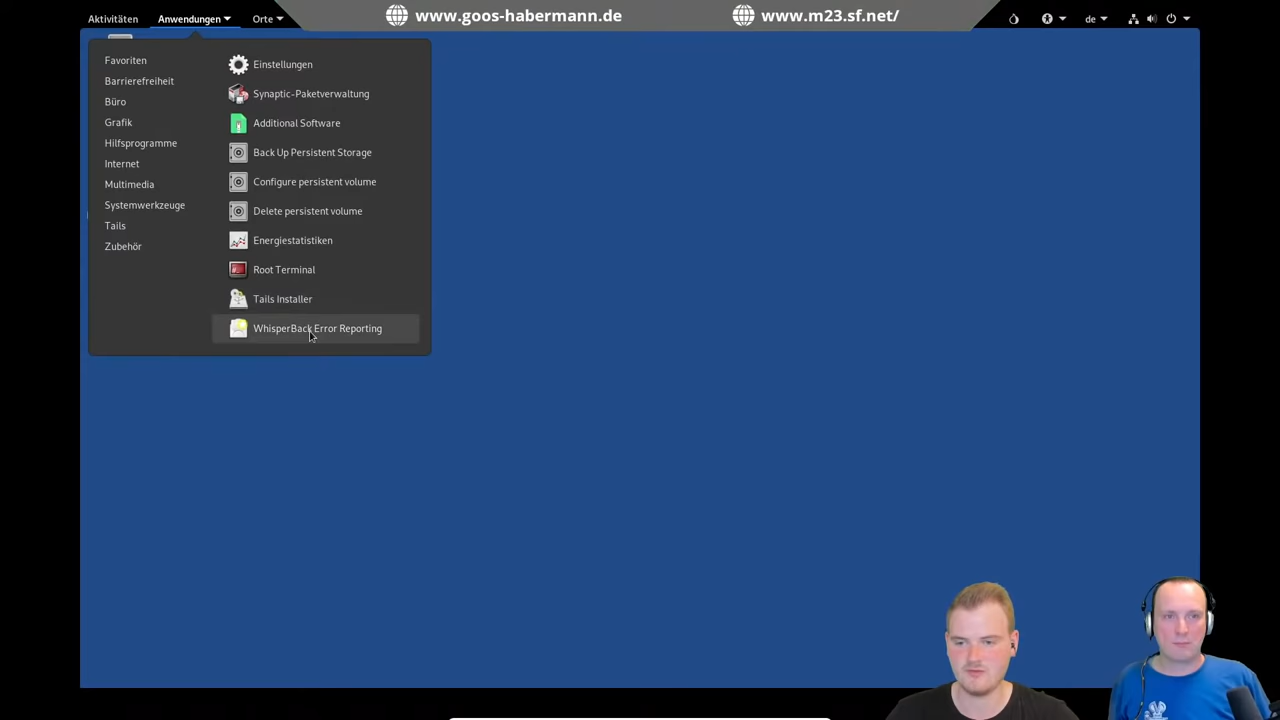 www.goos-habermann.de
www.m23.sf.net/
Aktivitäten
Anwendungen
Orte
de
Favoriten
Barrierefreiheit
Büro
Grafik
Hilfsprogramme
Internet
Multimedia
Systemwerkzeuge
Tails
Zubehör
Einstellungen
Synaptic-Paketverwaltung
Additional Software
Back Up Persistent Storage
Configure persistent volume
Delete persistent volume
Energiestatistiken
Root Terminal
Tails Installer
WhisperBack Error Reporting